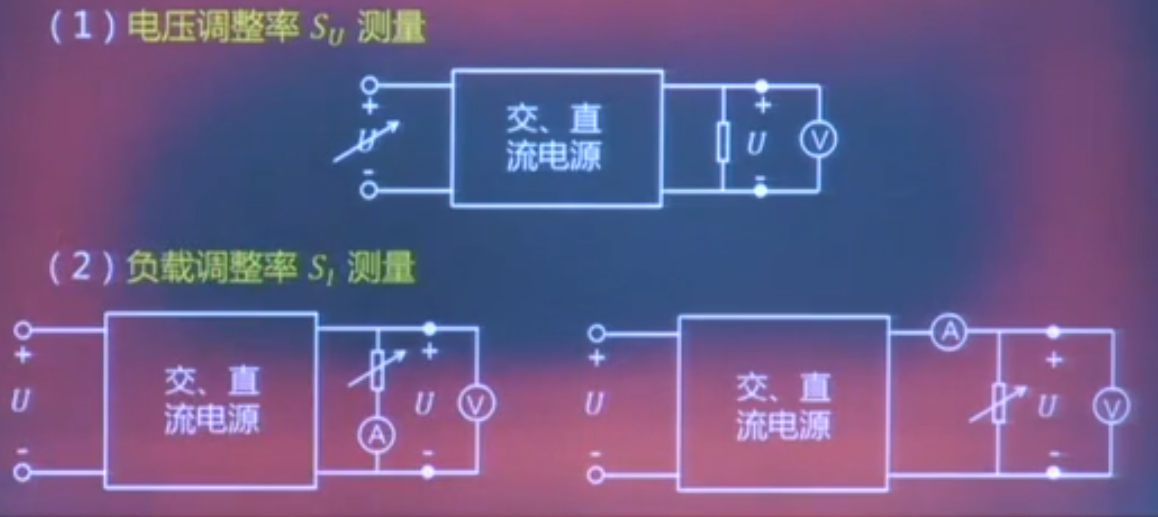 （1）电压调整率 S_U 测量
+
U
-
交、直
流电源
+
U
-
V
（2）负载调整率 S_I 测量
+
U
-
交、直
流电源
A
+
U
-
V
+
U
-
交、直
流电源
A
+
U
-
V